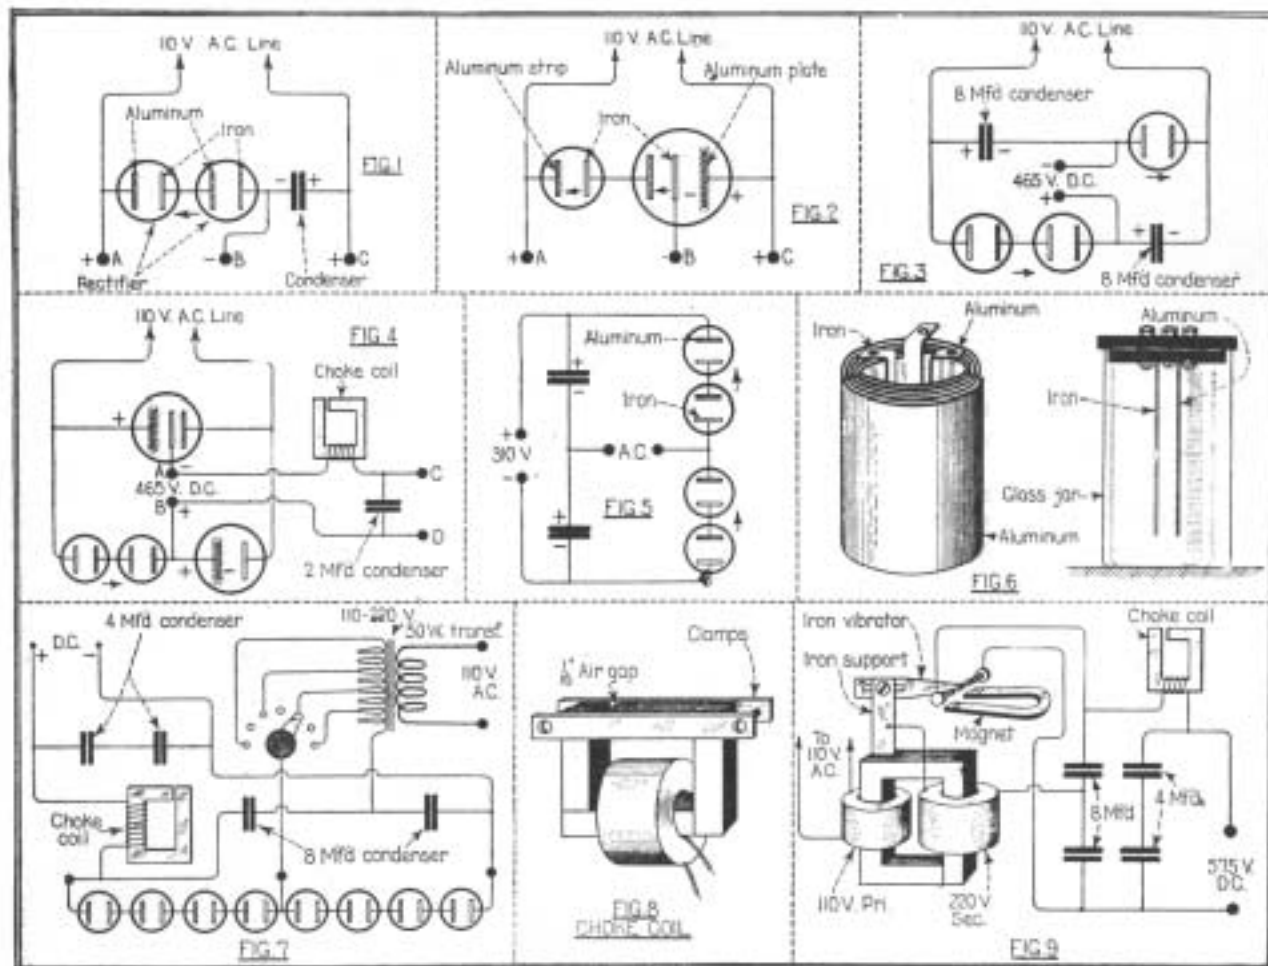 110 V. A.C. Line
Aluminum
Iron
FIG.1
- +
+ A
- B
+ C
Rectifier
Condenser
110 V. A.C. Line
Aluminum strip
Aluminum plate
Iron
- +
FIG.2
+ A
- B
+ C
110 V. A.C. Line
8 Mfd condenser
+ -
-
465 V. D.C.
+
+ -
FIG.3
8 Mfd condenser
110 V. A.C. Line
FIG.4
Choke coil
+
A -
465 V. D.C.
B +
C
D
+ -
2 Mfd condenser
Aluminum
+
-
Iron
+
310 V
-
A.C.
FIG.5
+
-
Iron
Aluminum
Aluminum
Iron
Glass jar
Aluminum
FIG.6
4 Mfd condenser
110-220 V
+ D.C. -
110 V.
A.C.
Choke
coil
8 Mfd condenser
FIG.7
Clamps
1/16" Air gap
FIG.8
CHOKE COIL
Iron vibrator
Choke coil
Iron support
Magnet
To
110 V.
A.C.
8 Mfd
4 Mfd.
575 V.
D.C.
110 V. Pri.
220 V
Sec.
FIG.9